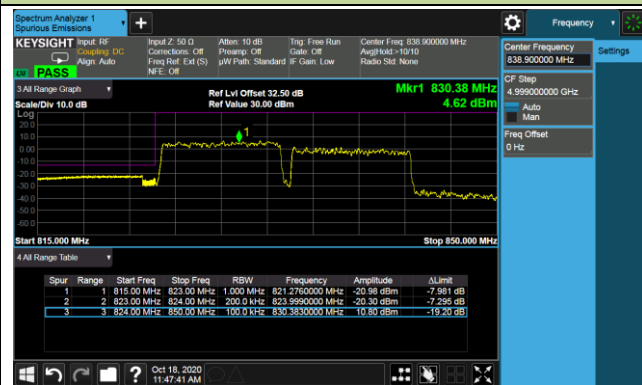 Spectrum Analyzer 1
Spurious Emissions
Frequency
KEYSIGHT Input: RF
Coupling: DC
Align: Auto
Input Z: 50 Ω
Corrections: Off
Freq Ref: Ext (S)
NFE: Off
Atten: 10 dB
Preamp: Off
µW Path: Standard
Trig: Free Run
Gate: Off
IF Gain: Low
Center Freq: 838.900000 MHz
Avg|Hold:>10/10
Radio Std: None
LNI PASS
Center Frequency
838.900000 MHz
Settings
CF Step
4.999000000 GHz
Auto
Man
Freq Offset
0 Hz
3 All Range Graph
Ref Lvl Offset 32.50 dB
Mkr1 830.38 MHz
Scale/Div 10.0 dB
Ref Value 30.00 dBm
4.62 dBm
Log
20.0
10.0
0.00
-10.0
-20.0
-30.0
-40.0
-50.0
-60.0
1
Start 815.000 MHz
Stop 850.000 MHz
4 All Range Table
Spur Range Start Freq Stop Freq RBW Frequency Amplitude ΔLimit
1 1 815.00 MHz 823.00 MHz 1.000 MHz 821.2760000 MHz -20.98 dBm -7.981 dB
2 2 823.00 MHz 824.00 MHz 200.0 kHz 823.9990000 MHz -20.30 dBm -7.295 dB
3 3 824.00 MHz 850.00 MHz 100.0 kHz 830.3830000 MHz 10.80 dBm -19.20 dB
Oct 18, 2020
11:47:41 AM